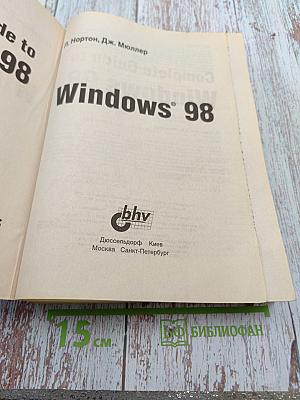 de to
98
П. Нортон, Дж. Мюллер
Windows® 98
bhv
Дюссельдорф Киев
Москва Санкт-Петербург
15 см
БИБЛИОФАН